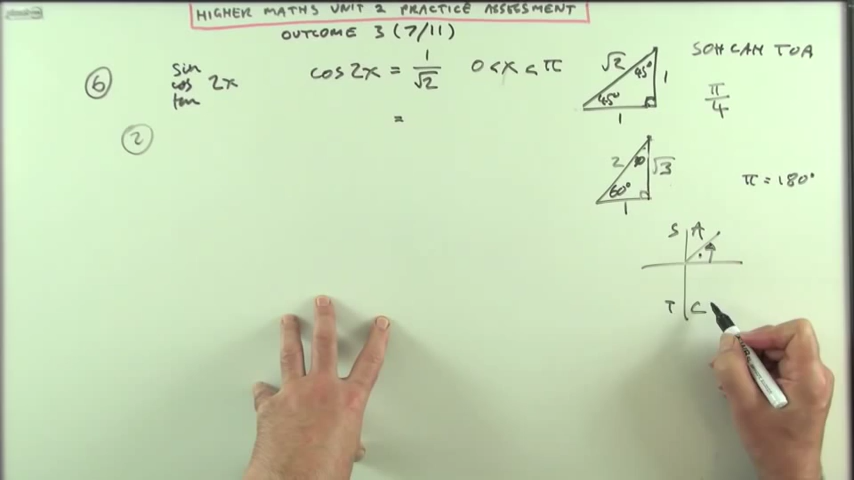 HIGHER MATHS UNIT 2 PRACTICE ASSESSMENT
OUTCOME 3 (7/11)
6 sin cos tan 2x cos 2x = 1/√2 0 < x < π
=
2
√2 45° 45° 1 1
SOH CAH TOA
π/4
2 30 √3 60° 1
π = 180°
S A
T C